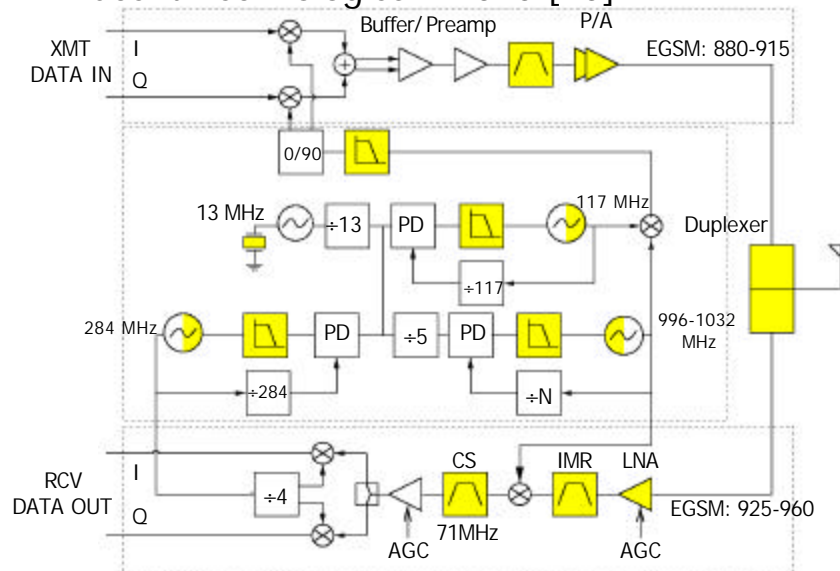 Buffer/ Preamp
P/A
XMT
DATA IN
I
Q
EGSM: 880-915
0/90
13 MHz
÷13
PD
117 MHz
Duplexer
÷117
284 MHz
PD
÷5
PD
996-1032
MHz
÷284
÷N
RCV
DATA OUT
I
Q
÷4
CS
IMR
LNA
71MHz
EGSM: 925-960
AGC
AGC